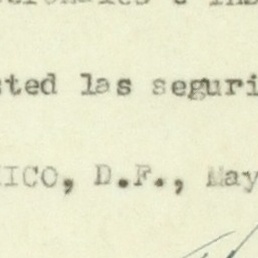 sted las seguri
ICO, D.F., May